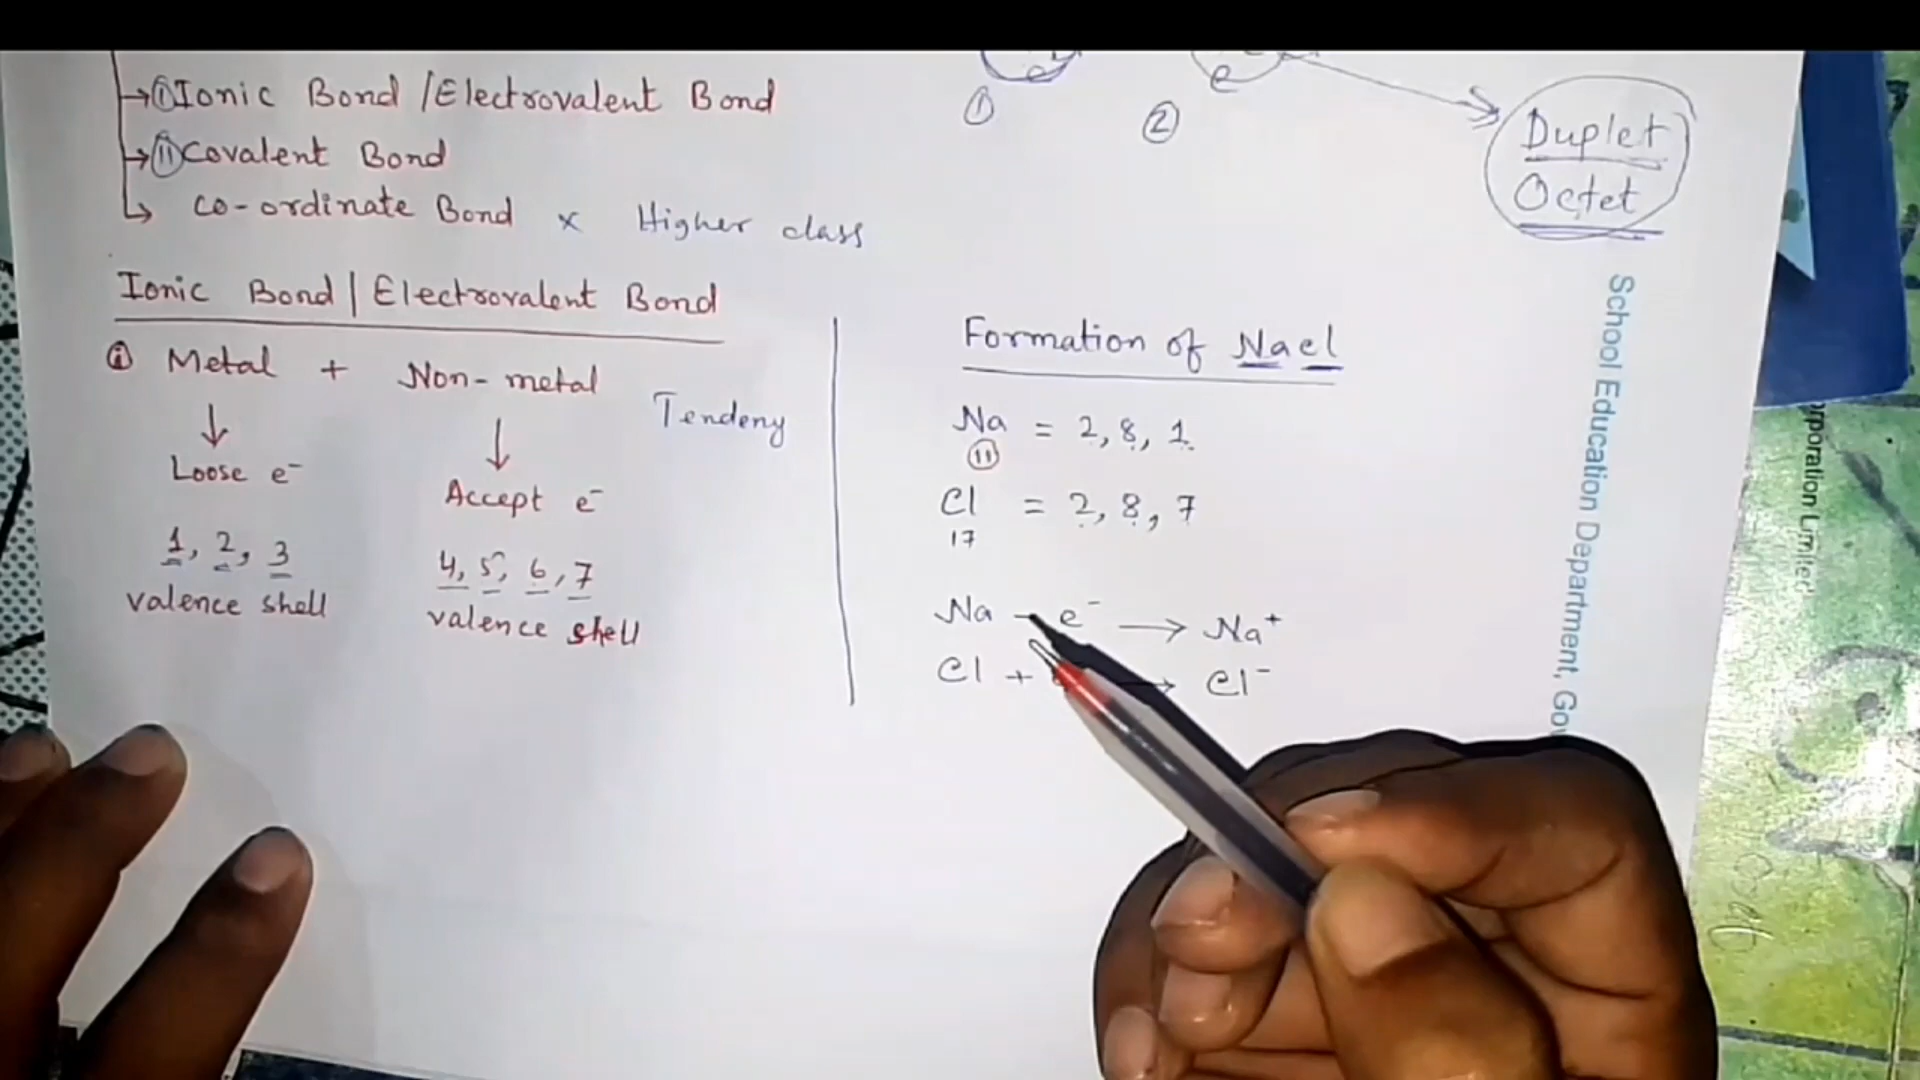 →ⓘ Ionic Bond / Electrovalent Bond
→ⓘⓘ Covalent Bond
↳ Co-ordinate Bond × Higher class
e
①
e
②
Duplet
Octet
Ionic Bond | Electrovalent Bond
ⓘ Metal + Non-metal
↓ ↓
Loose e⁻
Accept e⁻
Tendeny
1, 2, 3
valence shell
4, 5, 6, 7
valence shell
Formation of Nacl
Na = 2, 8, 1
⑪
Cl = 2, 8, 7
17
Na - e⁻ → Na⁺
Cl + → Cl⁻
School Education Department, Go
orporation Limited